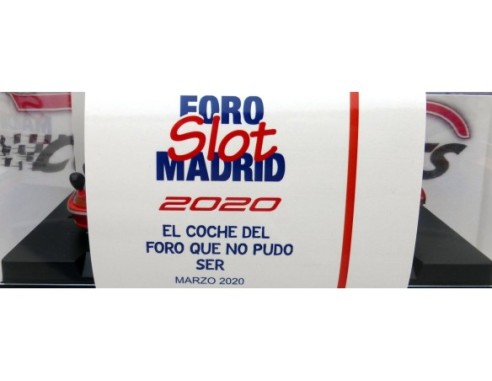 FORO
Slot
MADRID
2020
EL COCHE DEL
FORO QUE NO PUDO
SER
MARZO 2020